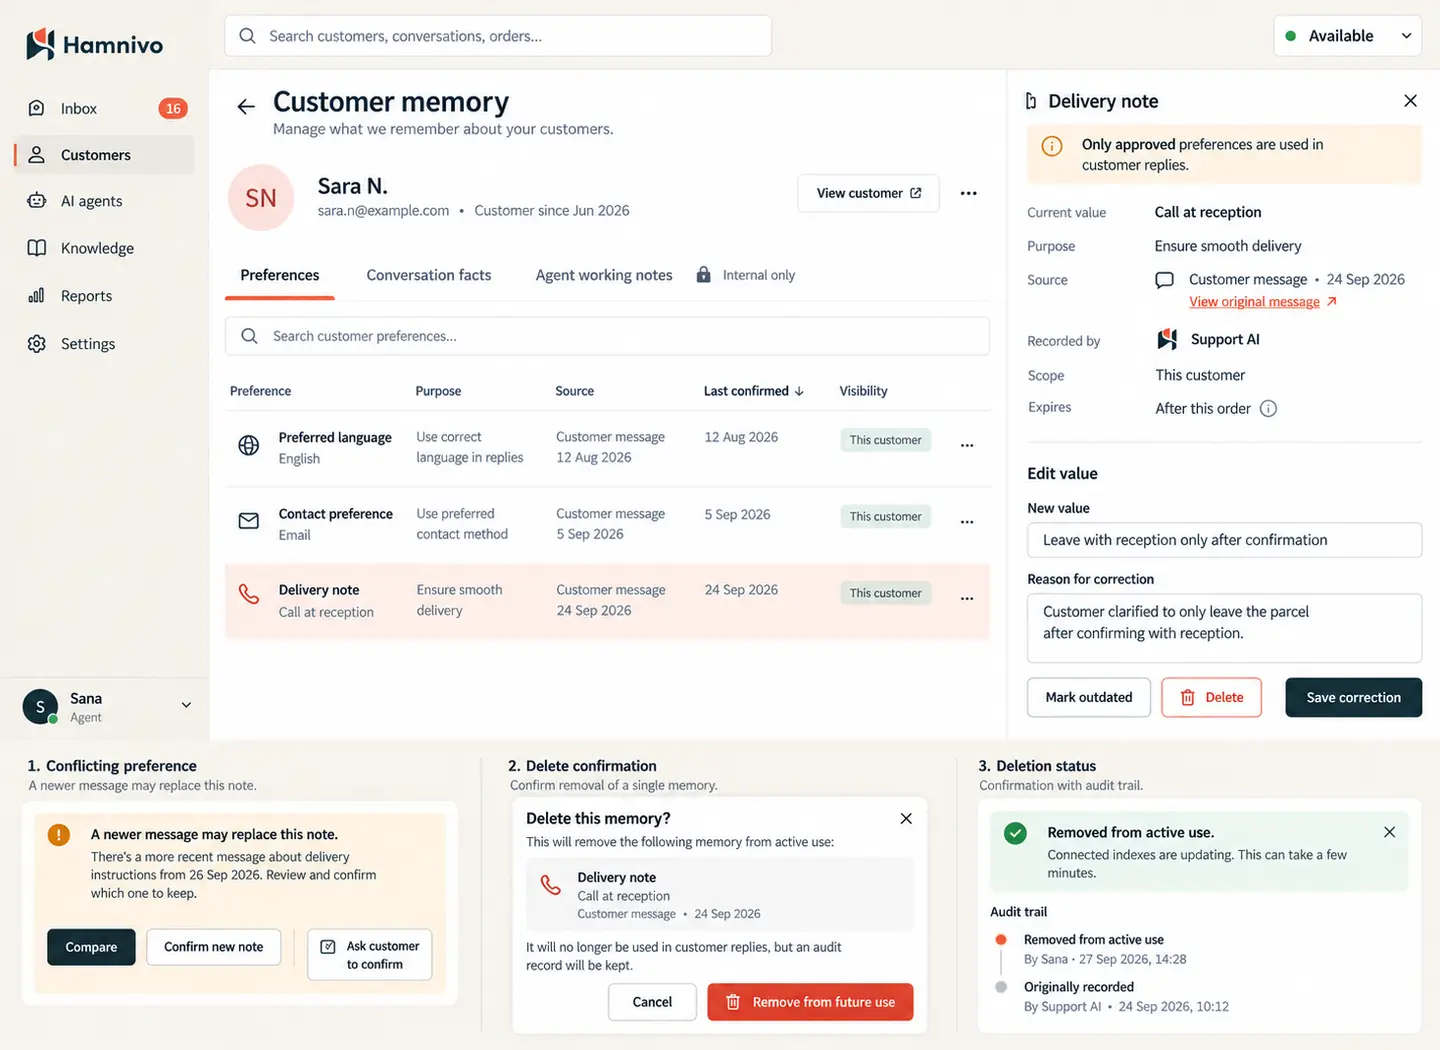 Hamnivo
Search customers, conversations, orders...
Available
Inbox
16
Customers
AI agents
Knowledge
Reports
Settings
Sana
S
Agent
Customer memory
Manage what we remember about your customers.
SN
Sara N.
sara.n@example.com • Customer since Jun 2026
View customer
Preferences
Conversation facts
Agent working notes
Internal only
Search customer preferences...
Preference
Purpose
Source
Last confirmed
Visibility
Preferred language
English
Use correct
language in replies
Customer message
12 Aug 2026
12 Aug 2026
This customer
Contact preference
Email
Use preferred
contact method
Customer message
5 Sep 2026
5 Sep 2026
This customer
Delivery note
Call at reception
Ensure smooth
delivery
Customer message
24 Sep 2026
24 Sep 2026
This customer
Delivery note
Only approved preferences are used in
customer replies.
Current value
Call at reception
Purpose
Ensure smooth delivery
Source
Customer message • 24 Sep 2026
View original message
Recorded by
Support AI
Scope
This customer
Expires
After this order
Edit value
New value
Leave with reception only after confirmation
Reason for correction
Customer clarified to only leave the parcel
after confirming with reception.
Mark outdated
Delete
Save correction
1. Conflicting preference
A newer message may replace this note.
A newer message may replace this note.
There's a more recent message about delivery
instructions from 26 Sep 2026. Review and confirm
which one to keep.
Compare
Confirm new note
Ask customer
to confirm
2. Delete confirmation
Confirm removal of a single memory.
Delete this memory?
This will remove the following memory from active use:
Delivery note
Call at reception
Customer message • 24 Sep 2026
It will no longer be used in customer replies, but an audit
record will be kept.
Cancel
Remove from future use
3. Deletion status
Confirmation with audit trail.
Removed from active use.
Connected indexes are updating. This can take a few
minutes.
Audit trail
Removed from active use
By Sana • 27 Sep 2026, 14:28
Originally recorded
By Support AI • 24 Sep 2026, 10:12